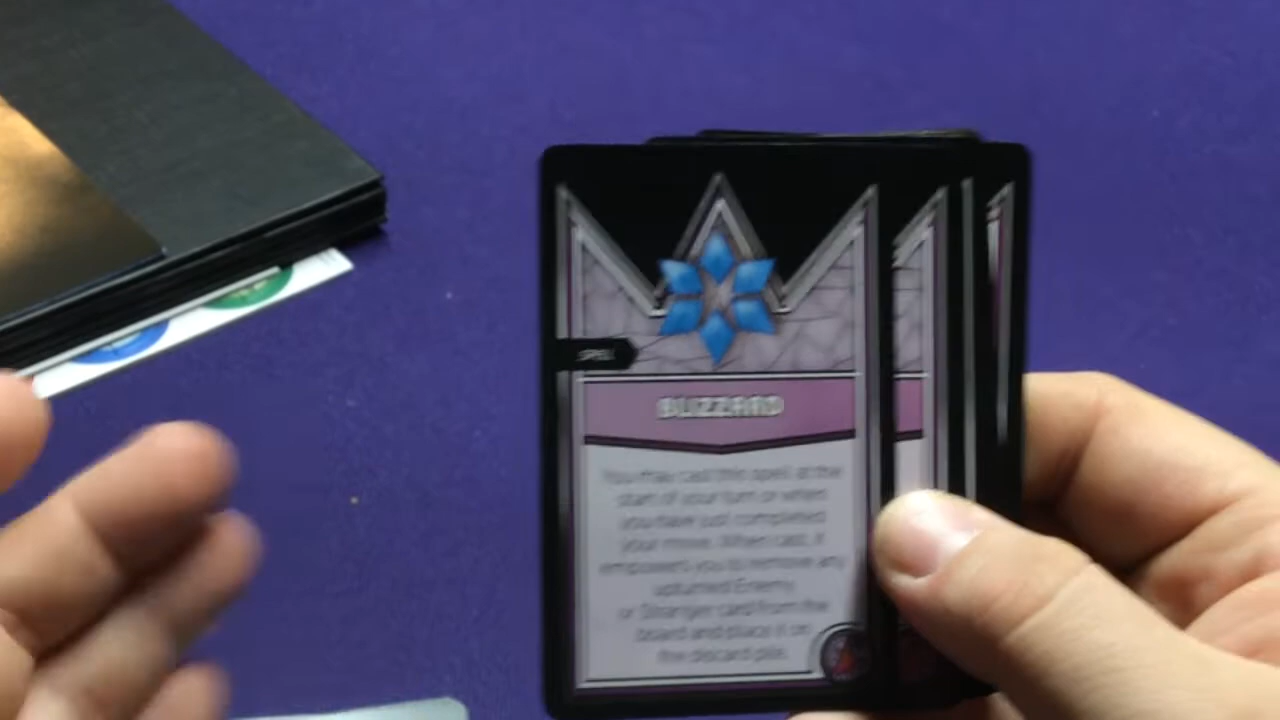 SPELL
BLIZZARD
You may cast this spell at the
start of your turn or when
you have just completed
your move. When cast, it
empowers you to remove any
upturned Enemy
or Stranger card from the
board and place it on
the discard pile.